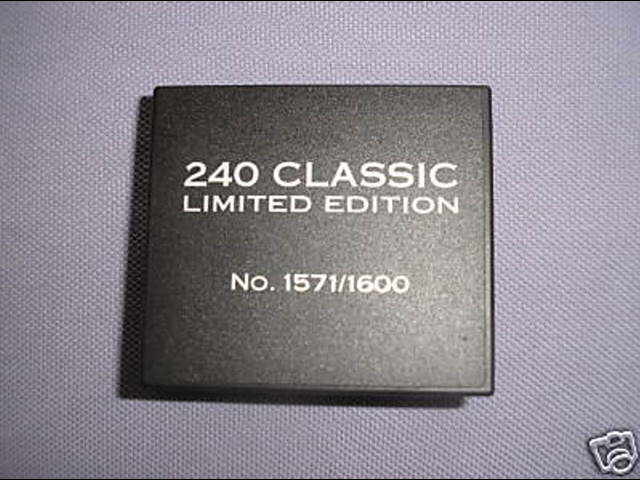 240 CLASSIC
LIMITED EDITION
No. 1571/1600